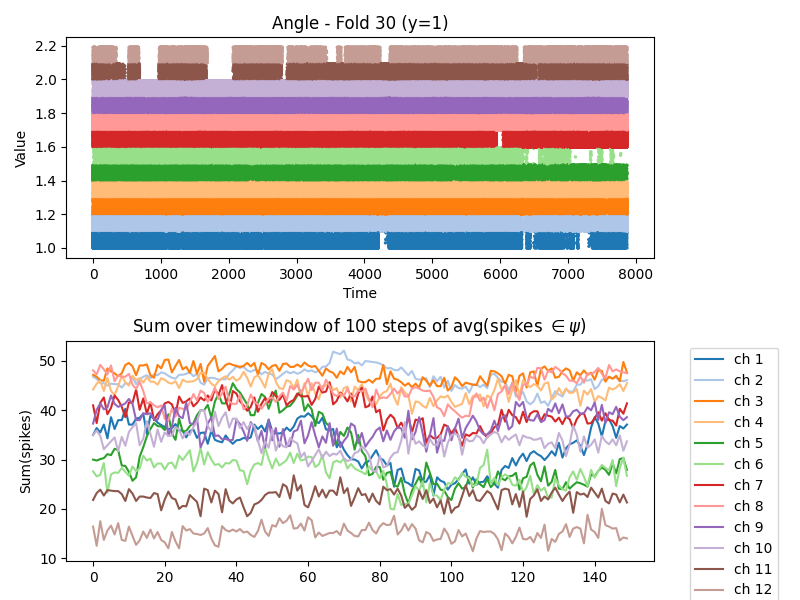 Angle - Fold 30 (y=1)
2.2
2.0
1.8
1.6
1.4
1.2
1.0
Value
0 1000 2000 3000 4000 5000 6000 7000 8000
Time
Sum over timewindow of 100 steps of avg(spikes ∈ ψ)
50
40
30
20
10
Sum(spikes)
0 20 40 60 80 100 120 140
ch 1
ch 2
ch 3
ch 4
ch 5
ch 6
ch 7
ch 8
ch 9
ch 10
ch 11
ch 12